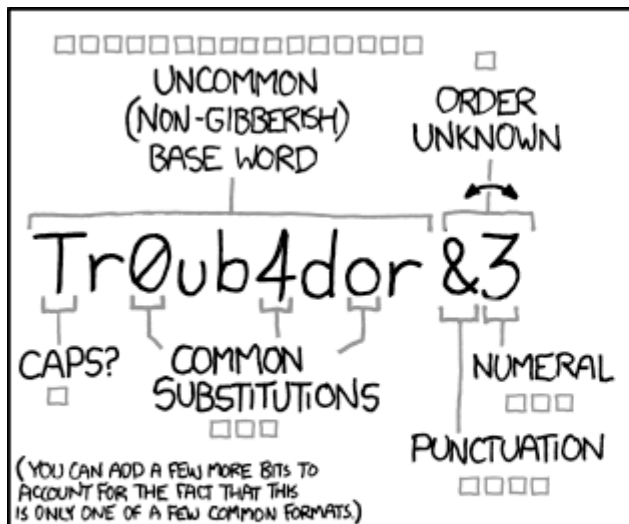 UNCOMMON
(NON-GIBBERISH)
BASE WORD
ORDER
UNKNOWN
Tr0ub4dor &3
CAPS?
COMMON
SUBSTITUTIONS
NUMERAL
PUNCTUATION
(YOU CAN ADD A FEW MORE BITS TO
ACCOUNT FOR THE FACT THAT THIS
IS ONLY ONE OF A FEW COMMON FORMATS.)